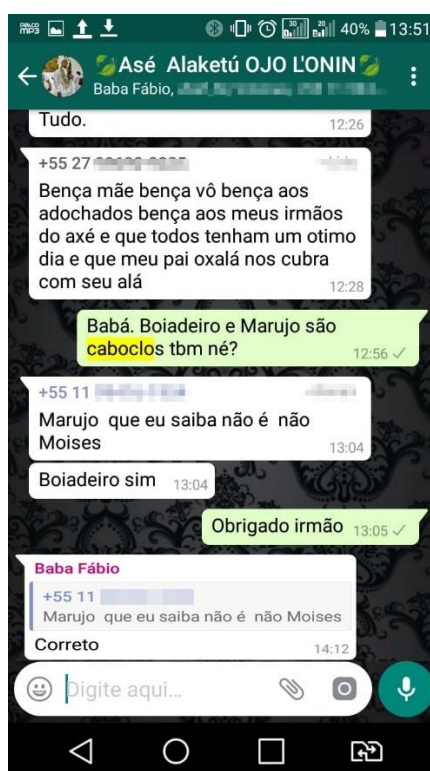 40% 13:51
Asé Alaketú OJO L'ONIN
Baba Fábio,
Tudo.
12:26
+55 27
Bença mãe bença vô bença aos
adochados bença aos meus irmãos
do axé e que todos tenham um otimo
dia e que meu pai oxalá nos cubra
com seu alá
12:28
Babá. Boiadeiro e Marujo são
caboclos tbm né?
12:56
+55 11
Marujo que eu saiba não é não
Moises
13:04
Boiadeiro sim 13:04
Obrigado irmão 13:05
Baba Fábio
+55 11
Marujo que eu saiba não é não Moises
Correto
14:12
Digite aqui...